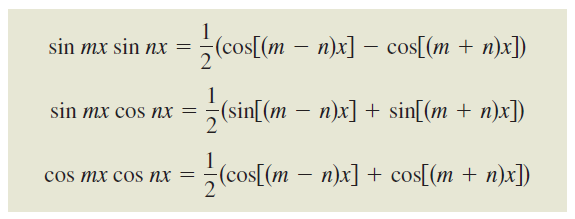 sin mx sin nx = 1/2 (cos[(m − n)x] − cos[(m + n)x])
sin mx cos nx = 1/2 (sin[(m − n)x] + sin[(m + n)x])
cos mx cos nx = 1/2 (cos[(m − n)x] + cos[(m + n)x])